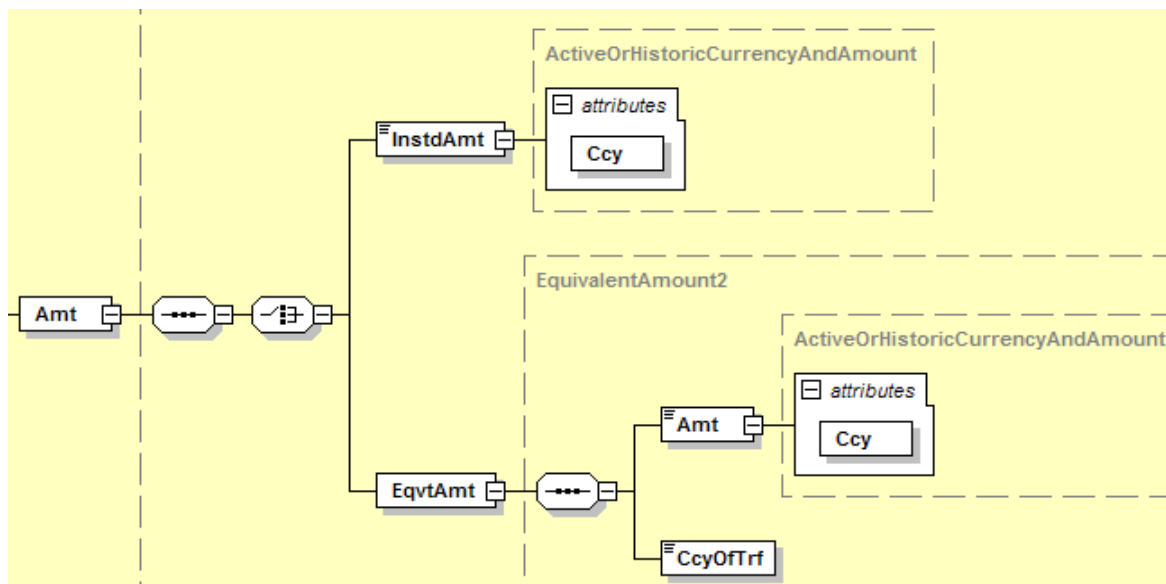 ActiveOrHistoricCurrencyAndAmount
attributes
InstdAmt
Ccy
EquivalentAmount2
Amt
ActiveOrHistoricCurrencyAndAmount
attributes
Amt
Ccy
EqvtAmt
CcyOfTrf